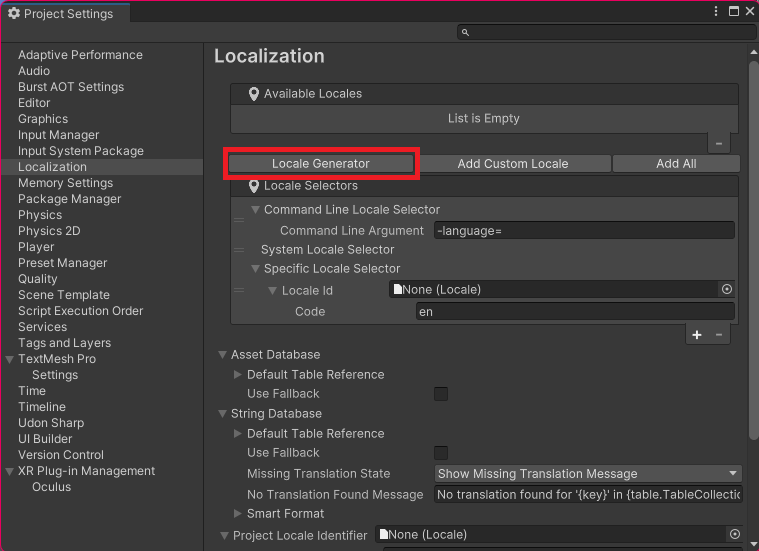 Project Settings
Adaptive Performance
Audio
Burst AOT Settings
Editor
Graphics
Input Manager
Input System Package
Localization
Memory Settings
Package Manager
Physics
Physics 2D
Player
Preset Manager
Quality
Scene Template
Script Execution Order
Services
Tags and Layers
TextMesh Pro
Settings
Time
Timeline
Udon Sharp
UI Builder
Version Control
XR Plug-in Management
Oculus
Localization
Available Locales
List is Empty
Locale Generator Add Custom Locale Add All
Locale Selectors
Command Line Locale Selector
Command Line Argument -language=
System Locale Selector
Specific Locale Selector
Locale Id None (Locale)
Code en
Asset Database
Default Table Reference
Use Fallback
String Database
Default Table Reference
Use Fallback
Missing Translation State Show Missing Translation Message
No Translation Found Message No translation found for '{key}' in {table.TableCollectio
Smart Format
Project Locale Identifier None (Locale)